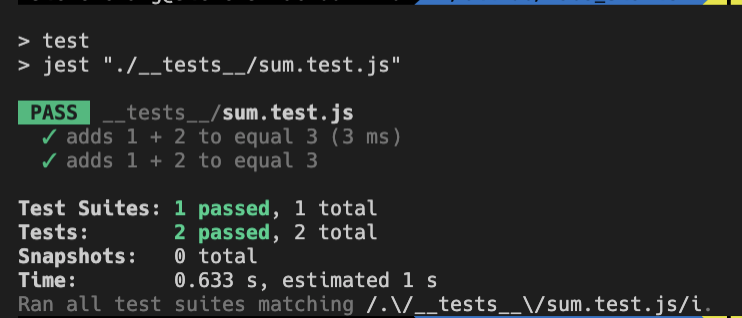 > test
> jest "./__tests__/sum.test.js"
PASS __tests__/sum.test.js
✓ adds 1 + 2 to equal 3 (3 ms)
✓ adds 1 + 2 to equal 3
Test Suites: 1 passed, 1 total
Tests: 2 passed, 2 total
Snapshots: 0 total
Time: 0.633 s, estimated 1 s
Ran all test suites matching /.\/__tests__\/sum.test.js/i.